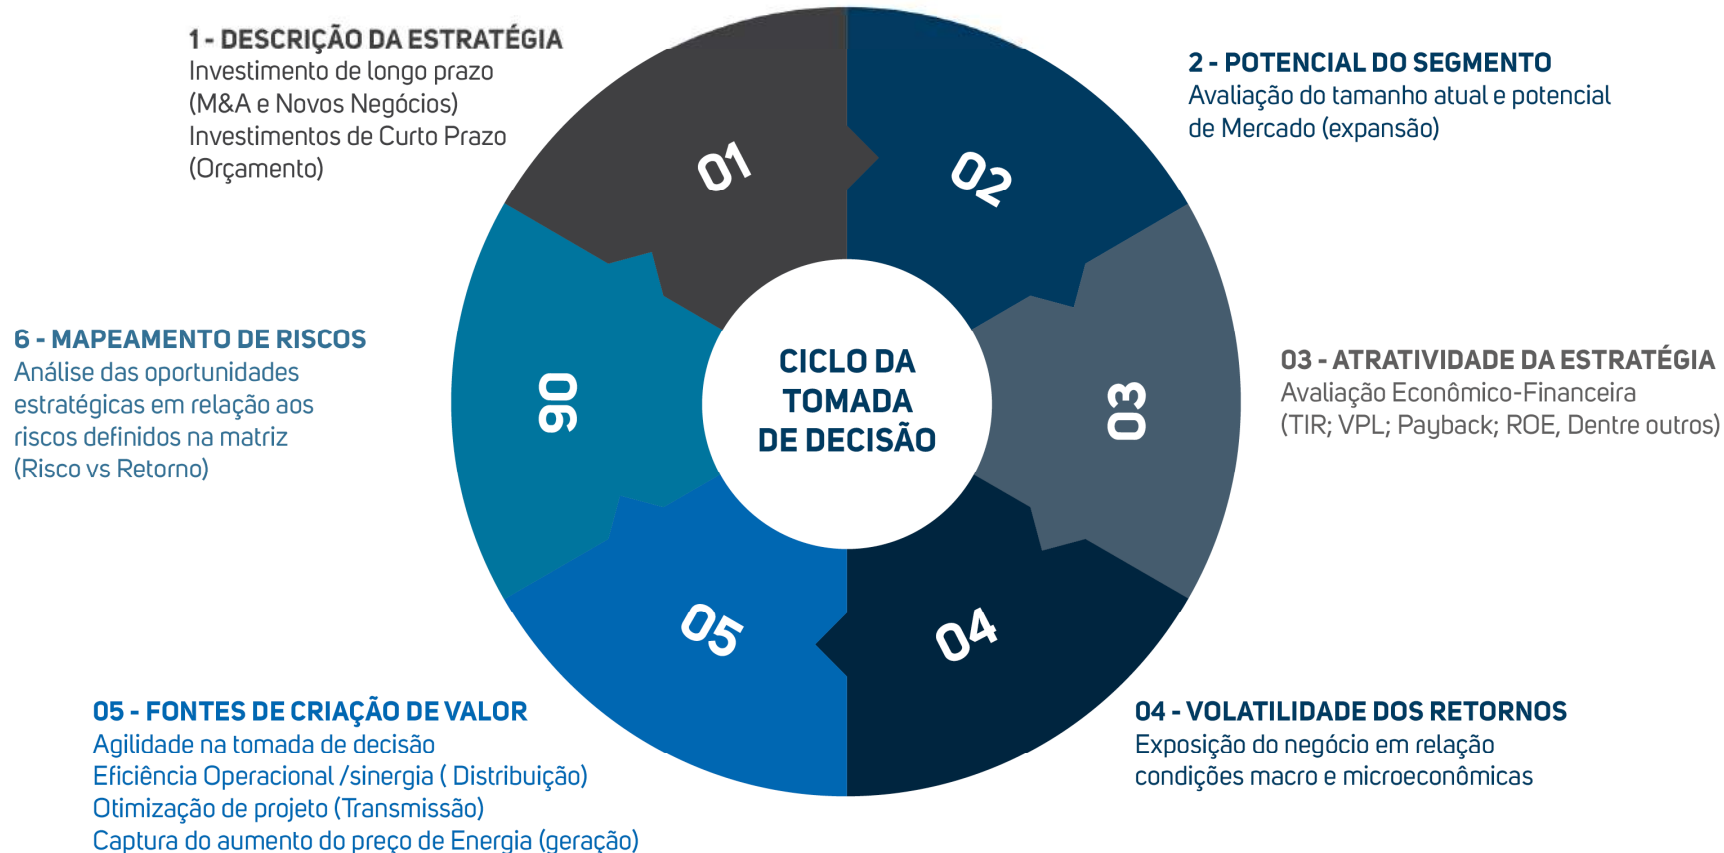 1 - DESCRIÇÃO DA ESTRATÉGIA
Investimento de longo prazo
(M&A e Novos Negócios)
Investimentos de Curto Prazo
(Orçamento)
2 - POTENCIAL DO SEGMENTO
Avaliação do tamanho atual e potencial
de Mercado (expansão)
03 - ATRATIVIDADE DA ESTRATÉGIA
Avaliação Econômico-Financeira
(TIR; VPL; Payback; ROE, Dentre outros)
04 - VOLATILIDADE DOS RETORNOS
Exposição do negócio em relação
condições macro e microeconômicas
05 - FONTES DE CRIAÇÃO DE VALOR
Agilidade na tomada de decisão
Eficiência Operacional /sinergia ( Distribuição)
Otimização de projeto (Transmissão)
Captura do aumento do preço de Energia (geração)
6 - MAPEAMENTO DE RISCOS
Análise das oportunidades
estratégicas em relação aos
riscos definidos na matriz
(Risco vs Retorno)
01
02
03
04
05
06
CICLO DA
TOMADA
DE DECISÃO